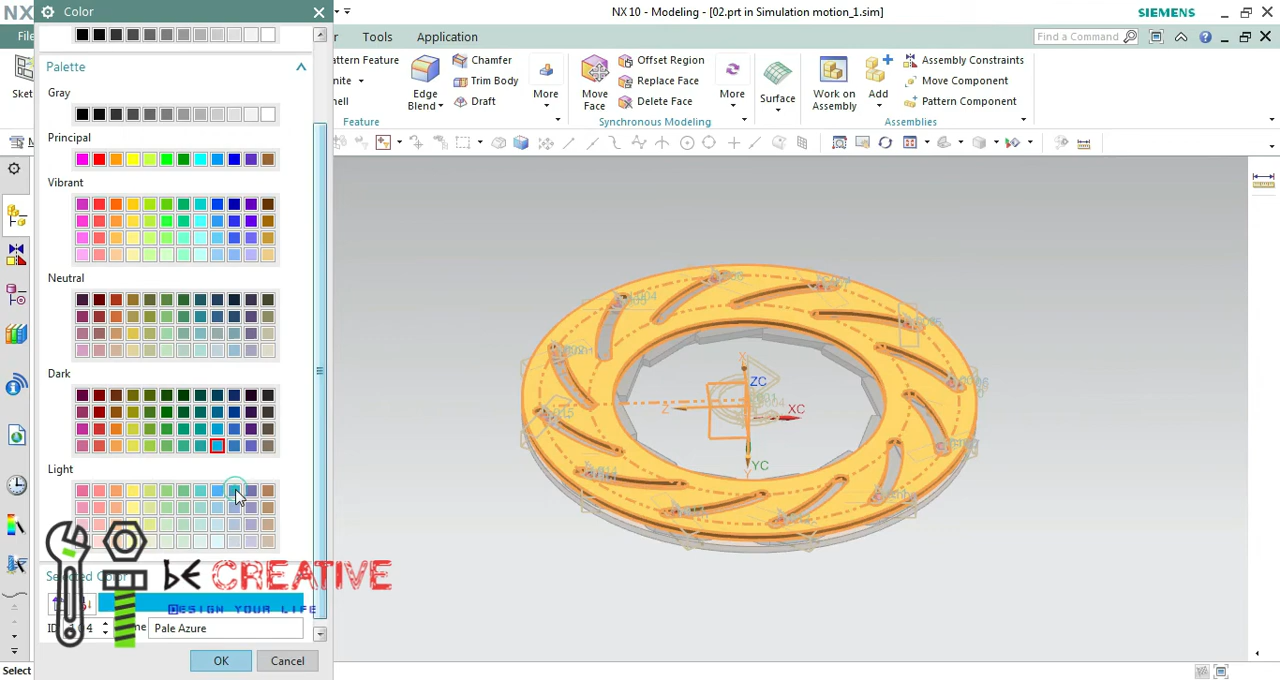 NX
Color
NX 10 - Modeling - [02.prt in Simulation motion_1.sim]
SIEMENS
Tools
Application
Find a Command
Palette
Gray
Principal
Vibrant
Neutral
Dark
Light
Edge
Blend
Chamfer
Trim Body
Draft
More
Feature
Move
Face
Offset Region
Replace Face
Delete Face
More
Synchronous Modeling
Surface
Work on
Assembly
Add
Assembly Constraints
Move Component
Pattern Component
Assemblies
X
ZC
Z
XC
YC
BE CREATIVE
DESIGN YOUR LIFE
Pale Azure
OK
Cancel
Select